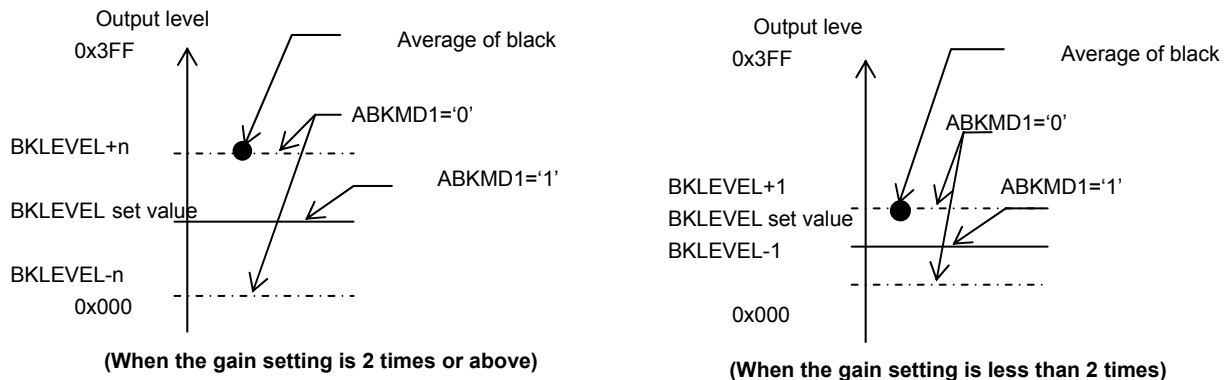 Output level
0x3FF
Average of black
ABKMD1=‘0’
BKLEVEL+n
ABKMD1=‘1’
BKLEVEL set value
BKLEVEL-n
0x000
(When the gain setting is 2 times or above)
Output leve
0x3FF
Average of black
ABKMD1=‘0’
BKLEVEL+1
ABKMD1=‘1’
BKLEVEL set value
BKLEVEL-1
0x000
(When the gain setting is less than 2 times)